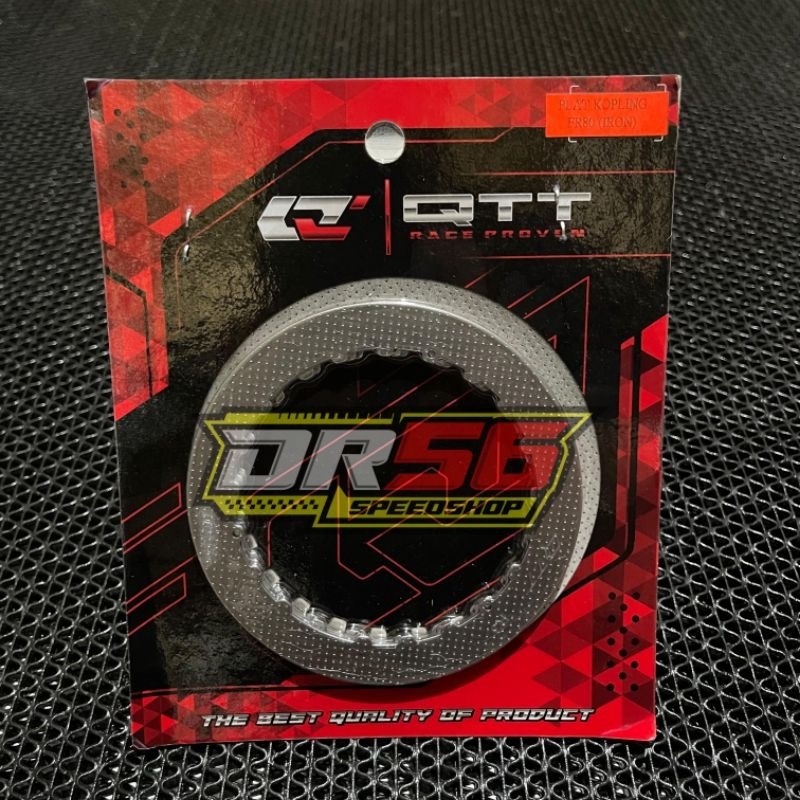 PLAT KOPLING
FR80 (IRON)
QTT
RACE PROVEN
DR56
SPEEDSHOP
THE BEST QUALITY OF PRODUCT